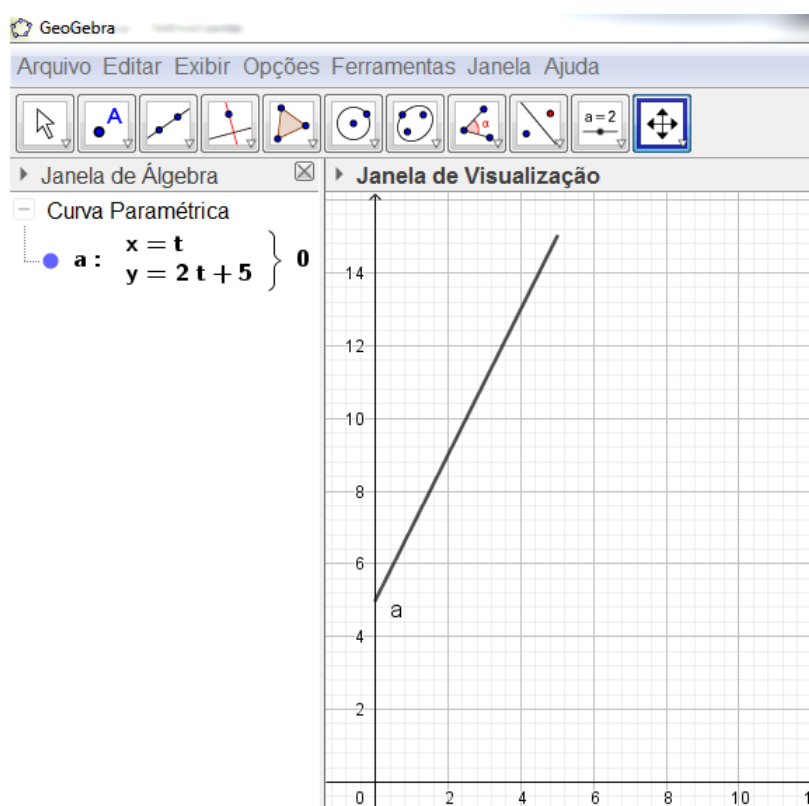 GeoGebra
Arquivo Editar Exibir Opções Ferramentas Janela Ajuda
A
α
a=2
Janela de Álgebra
Janela de Visualização
Curva Paramétrica
a : x = t
y = 2 t + 5 } 0
14
12
10
8
6
a
4
2
0 2 4 6 8 10 1